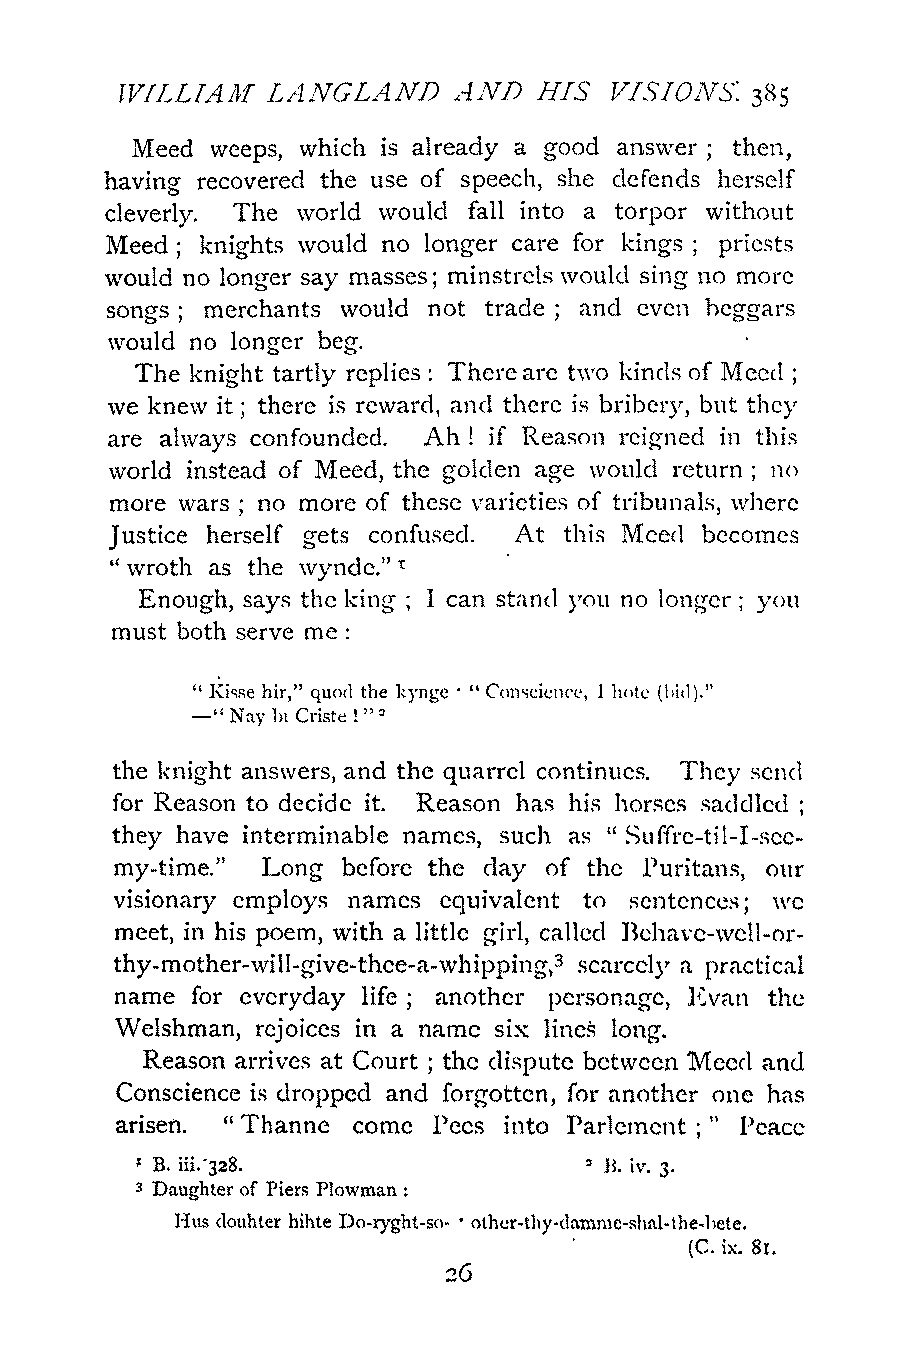 WILLIAM LANGLAND AND HIS VISIONS. 385
Meed weeps, which is already a good answer ; then,
having recovered the use of speech, she defends herself
cleverly. The world would fall into a torpor without
Meed ; knights would no longer care for kings ; priests
would no longer say masses; minstrels would sing no more
songs ; merchants would not trade ; and even beggars
would no longer beg.
The knight tartly replies : There are two kinds of Meed ;
we knew it ; there is reward, and there is bribery, but they
are always confounded. Ah ! if Reason reigned in this
world instead of Meed, the golden age would return ; no
more wars ; no more of these varieties of tribunals, where
Justice herself gets confused. At this Meed becomes
“ wroth as the wynde.” ¹
Enough, says the king ; I can stand you no longer ; you
must both serve me :
“ Kisse hir,” quod the kynge · “ Conscience, I hote (bid).”
—“ Nay bi Criste ! ” ²
the knight answers, and the quarrel continues. They send
for Reason to decide it. Reason has his horses saddled ;
they have interminable names, such as “ Suffre-til-I-see-
my-time.” Long before the day of the Puritans, our
visionary employs names equivalent to sentences; we
meet, in his poem, with a little girl, called Behave-well-or-
thy-mother-will-give-thee-a-whipping,³ scarcely a practical
name for everyday life ; another personage, Evan the
Welshman, rejoices in a name six lines long.
Reason arrives at Court ; the dispute between Meed and
Conscience is dropped and forgotten, for another one has
arisen. “ Thanne come Pees into Parlement ; ” Peace
¹ B. iii. 328. ² B. iv. 3.
³ Daughter of Piers Plowman :
Hus douhter hihte Do-ryght-so- · other-thy-damme-shal-the-bete.
(C. ix. 81.
26